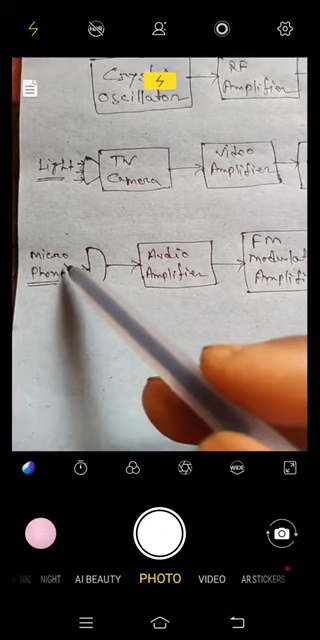 Crystal
oscillator
RF
Amplifier
Light
TV
Camera
Video
Amplifier
Micro
Phone
Audio
Amplifier
FM
NIGHT
AI BEAUTY
PHOTO
VIDEO
AR STICKERS
WIDE